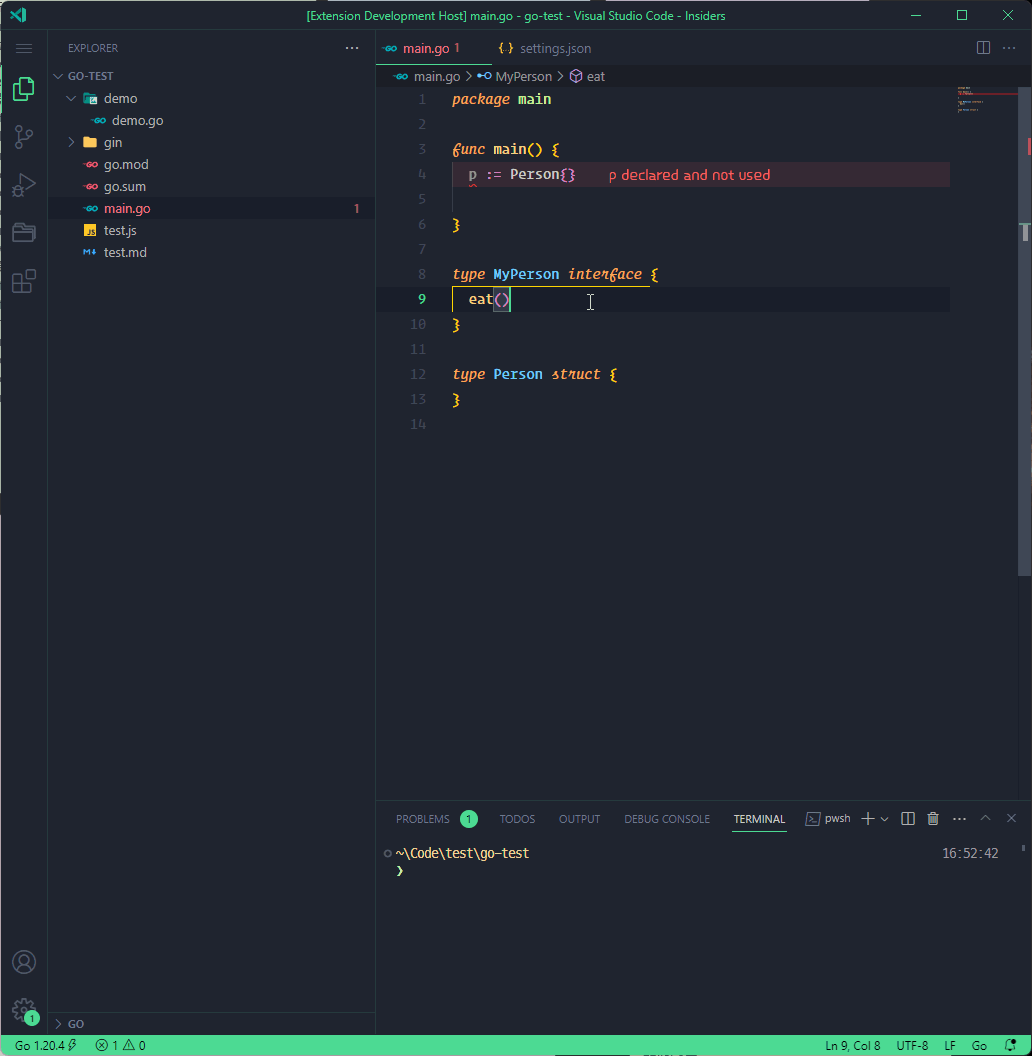 [Extension Development Host] main.go - go-test - Visual Studio Code - Insiders
EXPLORER
GO-TEST
demo
demo.go
gin
go.mod
go.sum
main.go 1
test.js
test.md
GO
main.go 1 settings.json
main.go > MyPerson > eat
1 package main
2
3 func main() {
4 p := Person{} p declared and not used
5
6 }
7
8 type MyPerson interface {
9 eat()
10 }
11
12 type Person struct {
13 }
14
PROBLEMS 1 TODOS OUTPUT DEBUG CONSOLE TERMINAL pwsh
~\Code\test\go-test 16:52:42
❯
1
Go 1.20.4 1 0 Ln 9, Col 8 UTF-8 LF Go